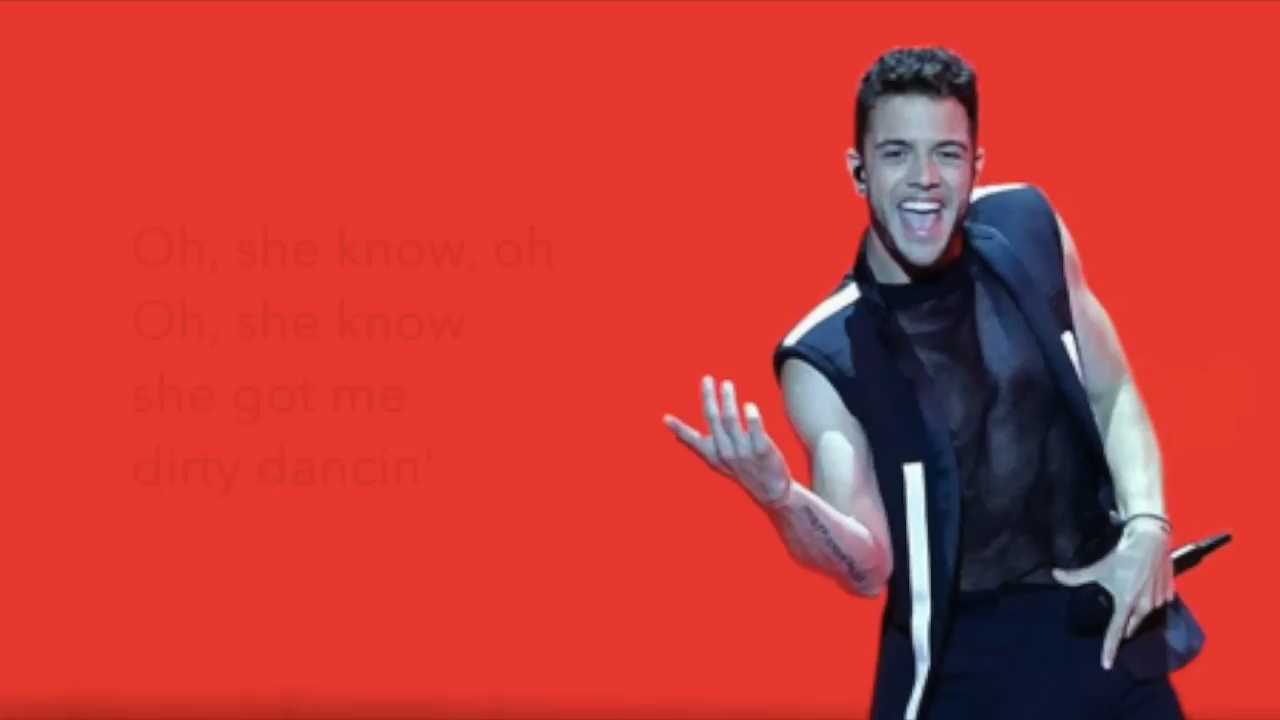 Oh, she know, oh
Oh, she know
she got me
dirty dancin'